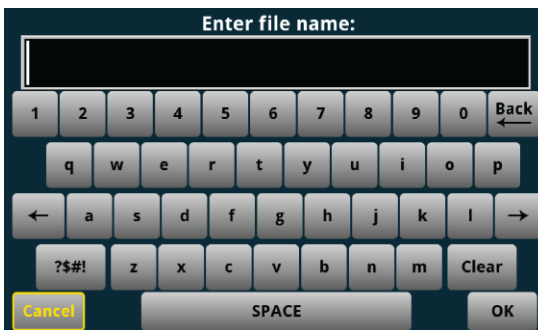 Enter file name:
1 2 3 4 5 6 7 8 9 0 Back
q w e r t y u i o p
← a s d f g h j k l →
?$#! z x c v b n m Clear
Cancel SPACE OK